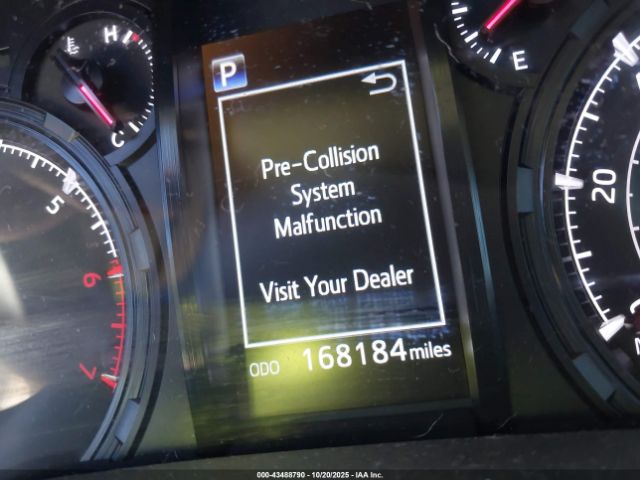 H
C
P
E
Pre-Collision
System
Malfunction
Visit Your Dealer
ODO 168184 miles
5
6
7
20
000-43488790 - 10/20/2025 - IAA Inc.